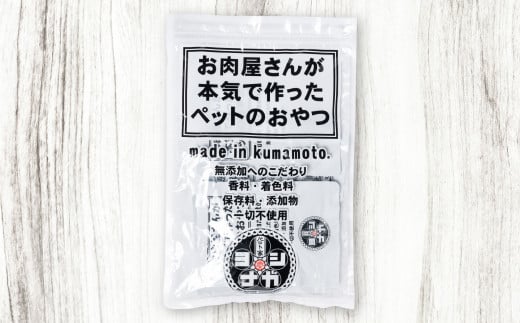 お肉屋さんが
本気で作った
ペットのおやつ
made in kumamoto.
無添加へのこだわり
香料・着色料
保存料・添加物
一切不使用
ヨシナガ